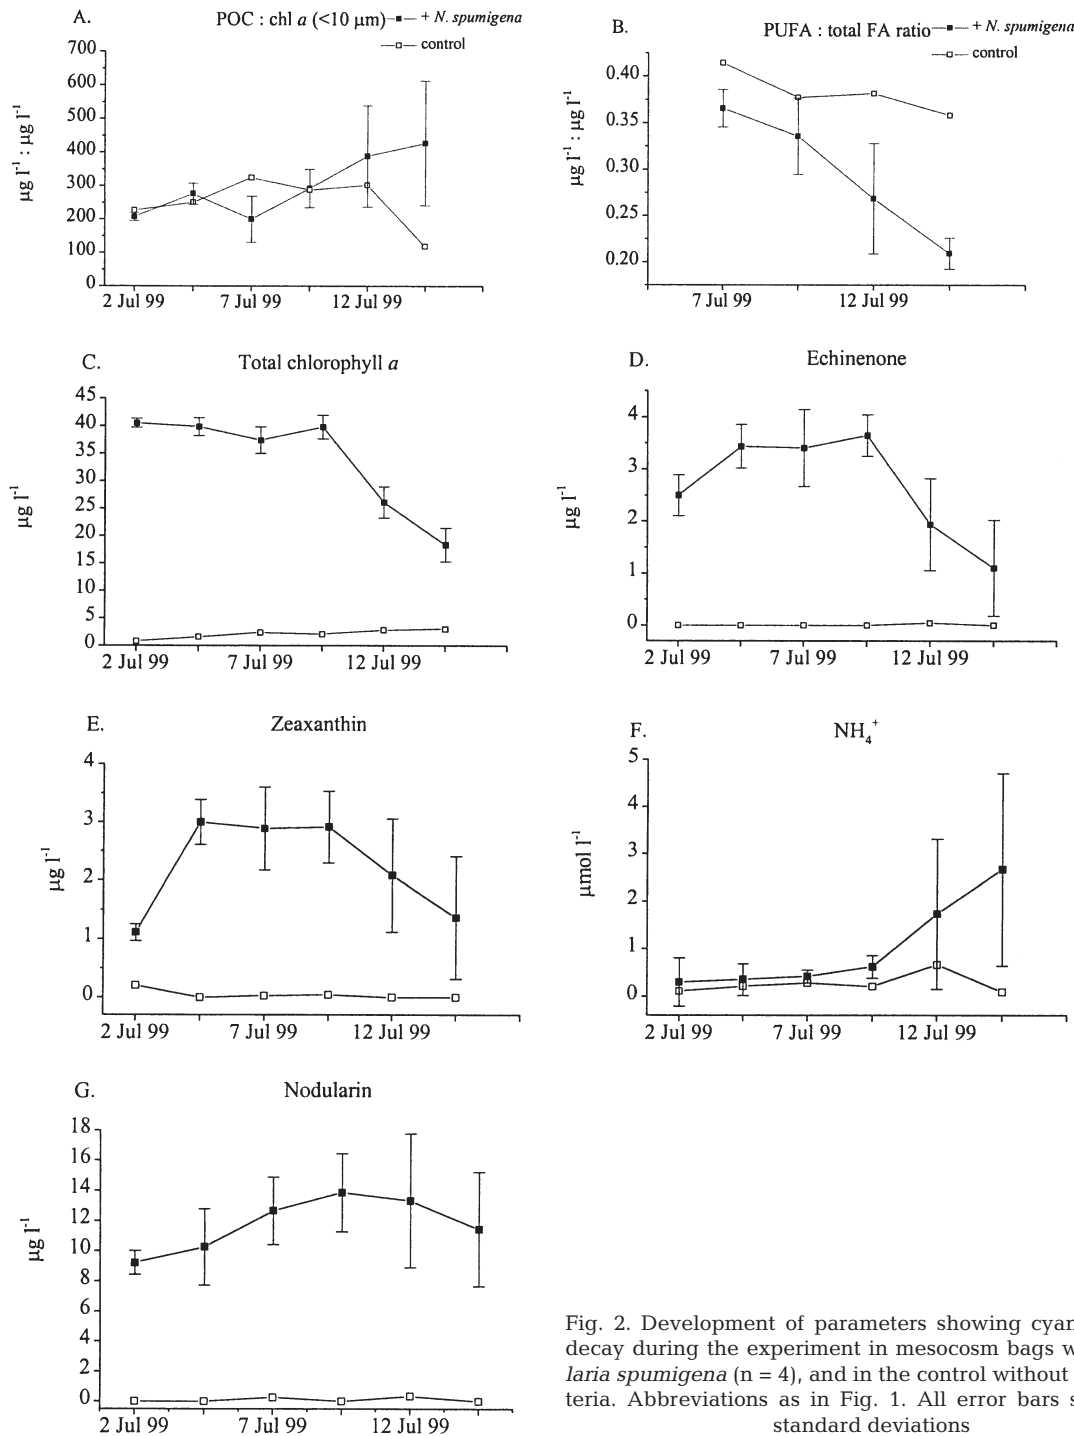 A.
POC : chl a (<10 µm)
+ N. spumigena
control
700
600
500
400
300
200
100
0
µg l⁻¹ : µg l⁻¹
2 Jul 99
7 Jul 99
12 Jul 99
B.
PUFA : total FA ratio
+ N. spumigena
control
0.40
0.35
0.30
0.25
0.20
µg l⁻¹ : µg l⁻¹
7 Jul 99
12 Jul 99
C.
Total chlorophyll a
45
40
35
30
25
20
15
10
5
0
µg l⁻¹
2 Jul 99
7 Jul 99
12 Jul 99
D.
Echinenone
4
3
2
1
0
µg l⁻¹
2 Jul 99
7 Jul 99
12 Jul 99
E.
Zeaxanthin
4
3
2
1
0
µg l⁻¹
2 Jul 99
7 Jul 99
12 Jul 99
F.
NH₄⁺
5
4
3
2
1
0
µmol l⁻¹
2 Jul 99
7 Jul 99
12 Jul 99
G.
Nodularin
18
16
14
12
10
8
6
4
2
0
µg l⁻¹
2 Jul 99
7 Jul 99
12 Jul 99
Fig. 2. Development of parameters showing cyan
decay during the experiment in mesocosm bags w
laria spumigena (n = 4), and in the control without
teria. Abbreviations as in Fig. 1. All error bars s
standard deviations